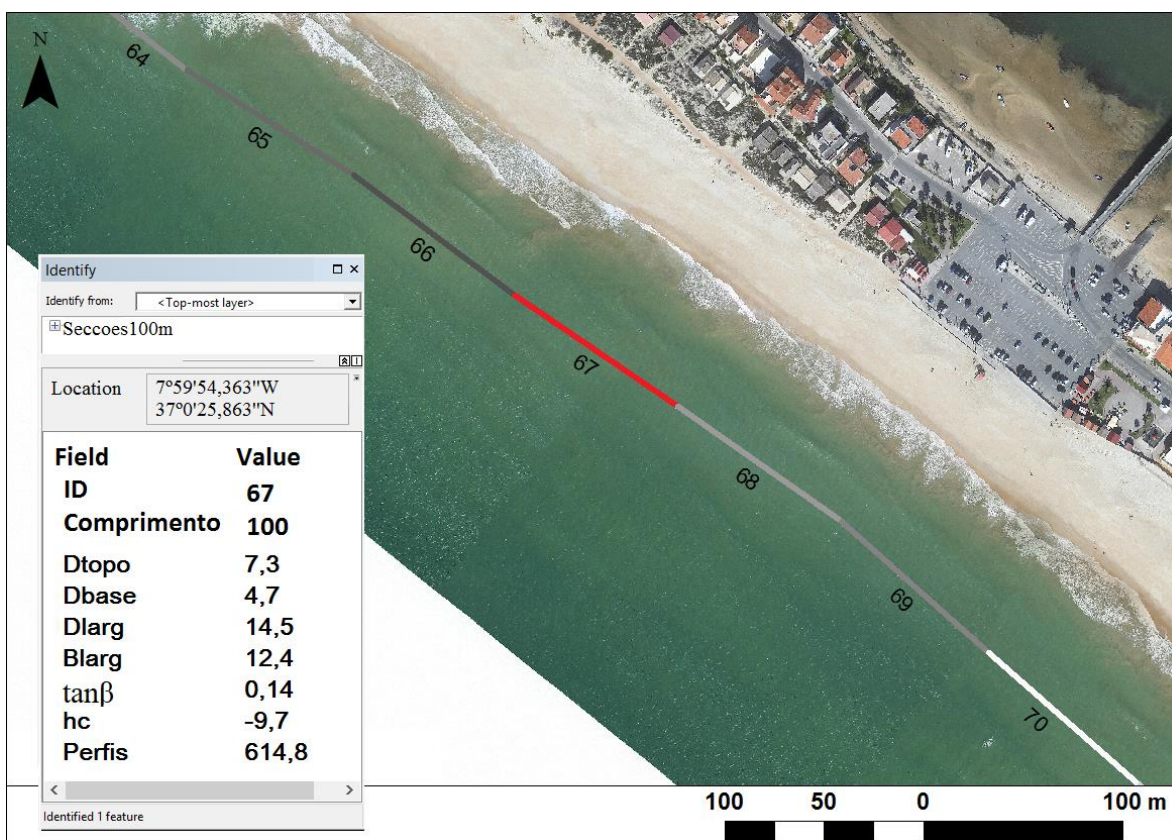 N
64
65
66
67
68
69
70
Identify
Identify from: <Top-most layer>
Seccoes100m
Location 7°59'54,363"W
37°0'25,863"N
Field Value
ID 67
Comprimento 100
Dtopo 7,3
Dbase 4,7
Dlarg 14,5
Blarg 12,4
tanβ 0,14
hc -9,7
Perfis 614,8
Identified 1 feature
100 50 0 100 m